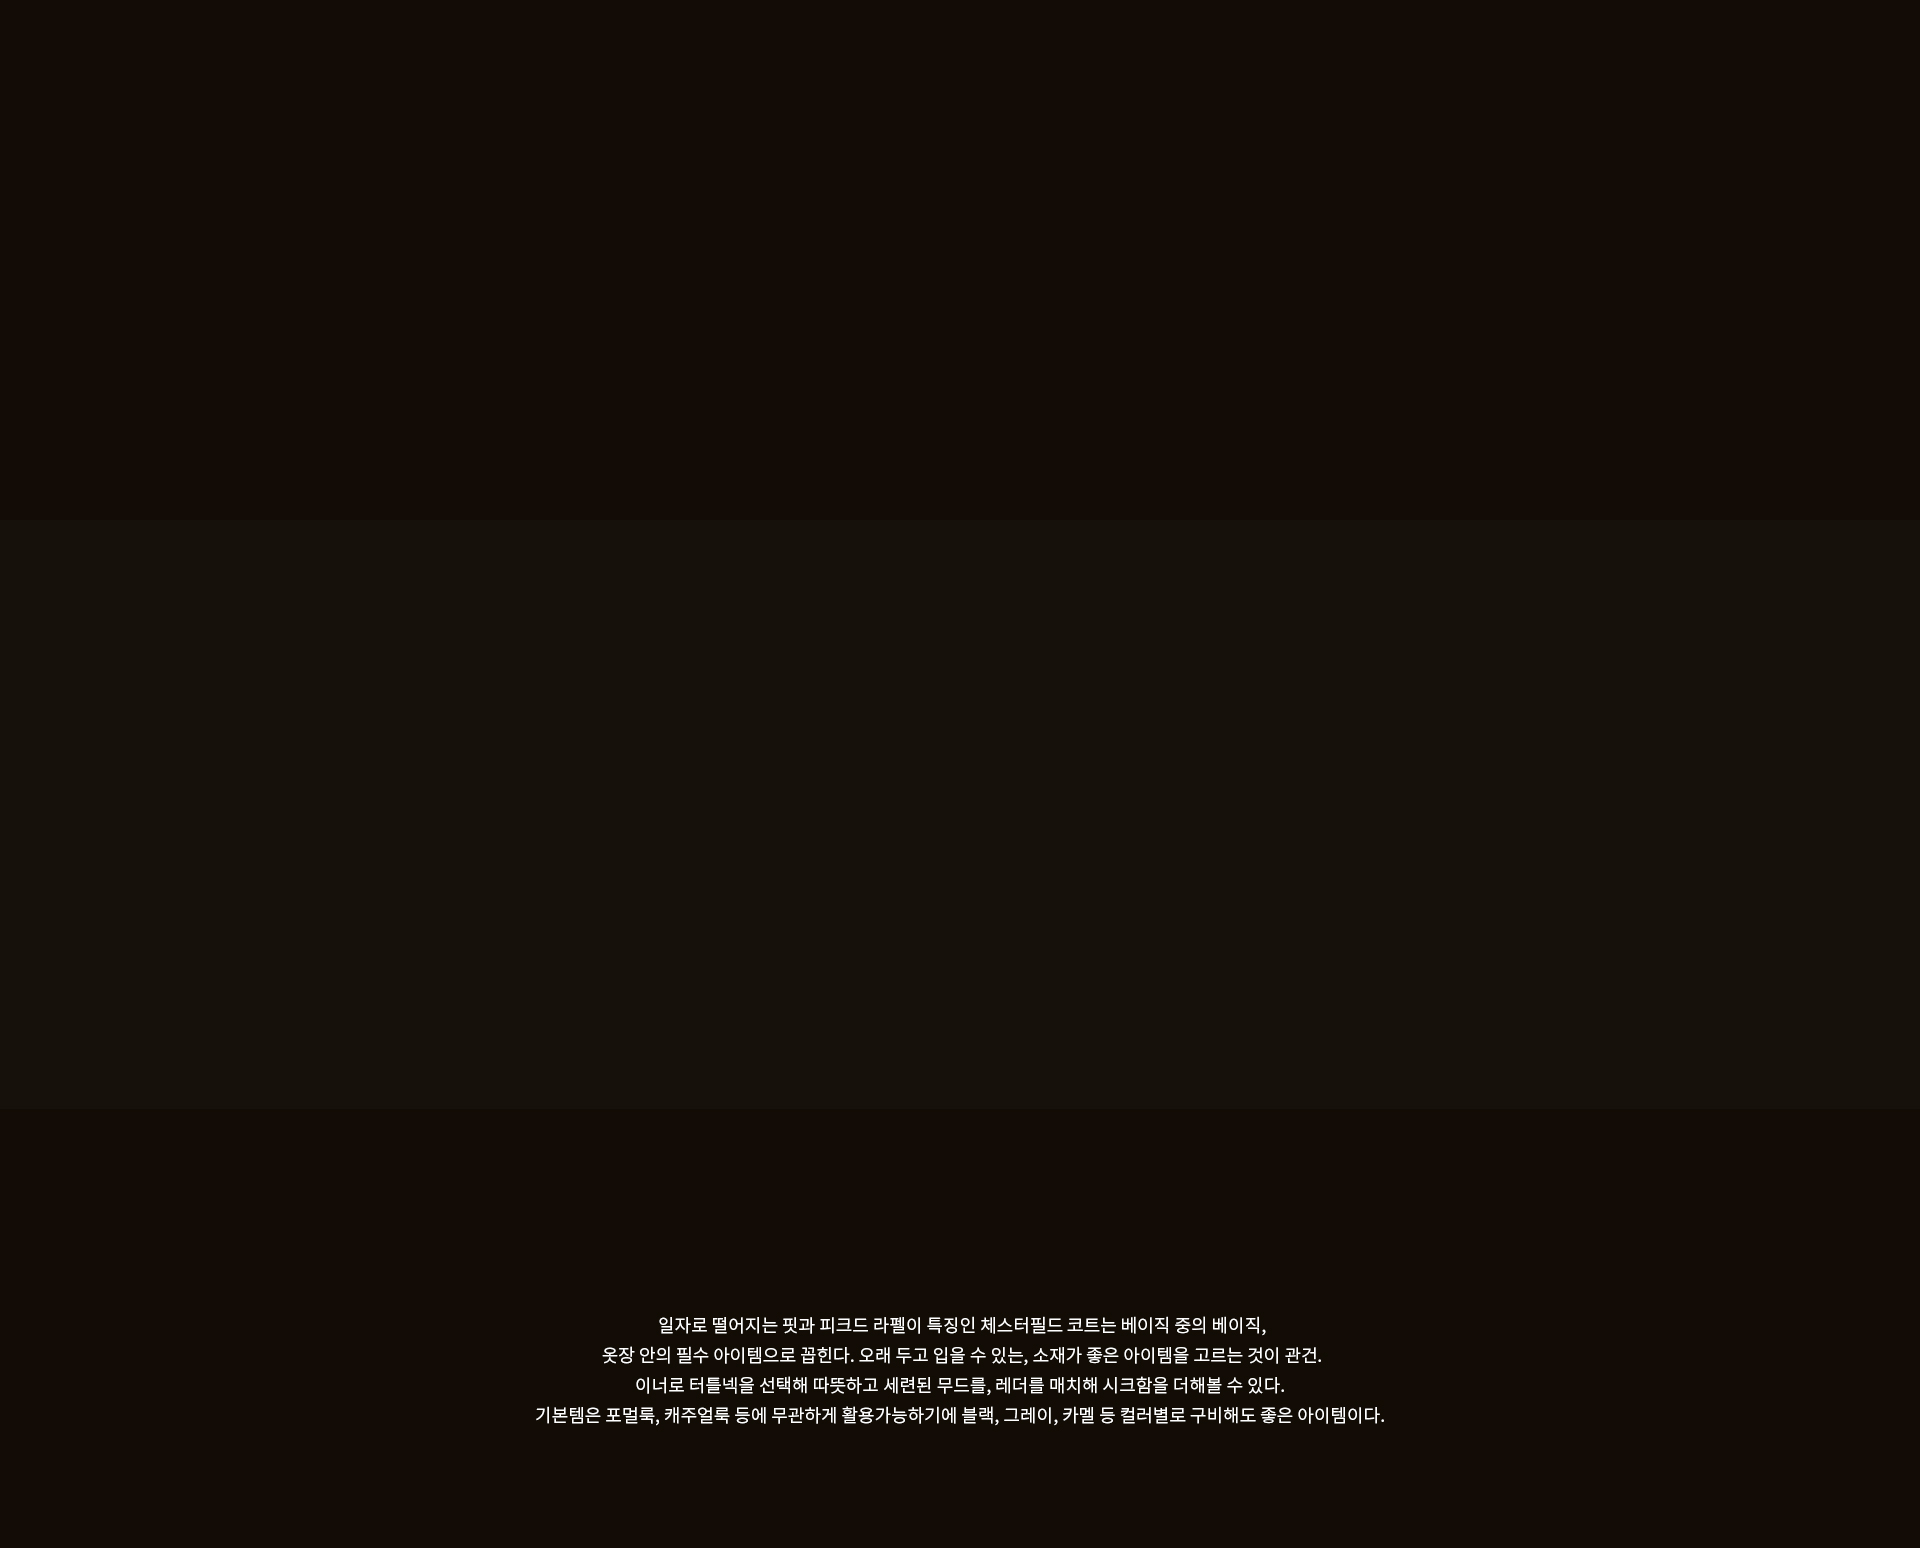 일자로 떨어지는 핏과 피크드 라펠이 특징인 체스터필드 코트는 베이직 중의 베이직,
옷장 안의 필수 아이템으로 꼽힌다. 오래 두고 입을 수 있는, 소재가 좋은 아이템을 고르는 것이 관건.
이너로 터틀넥을 선택해 따뜻하고 세련된 무드를, 레더를 매치해 시크함을 더해볼 수 있다.
기본템은 포멀룩, 캐주얼룩 등에 무관하게 활용가능하기에 블랙, 그레이, 카멜 등 컬러별로 구비해도 좋은 아이템이다.